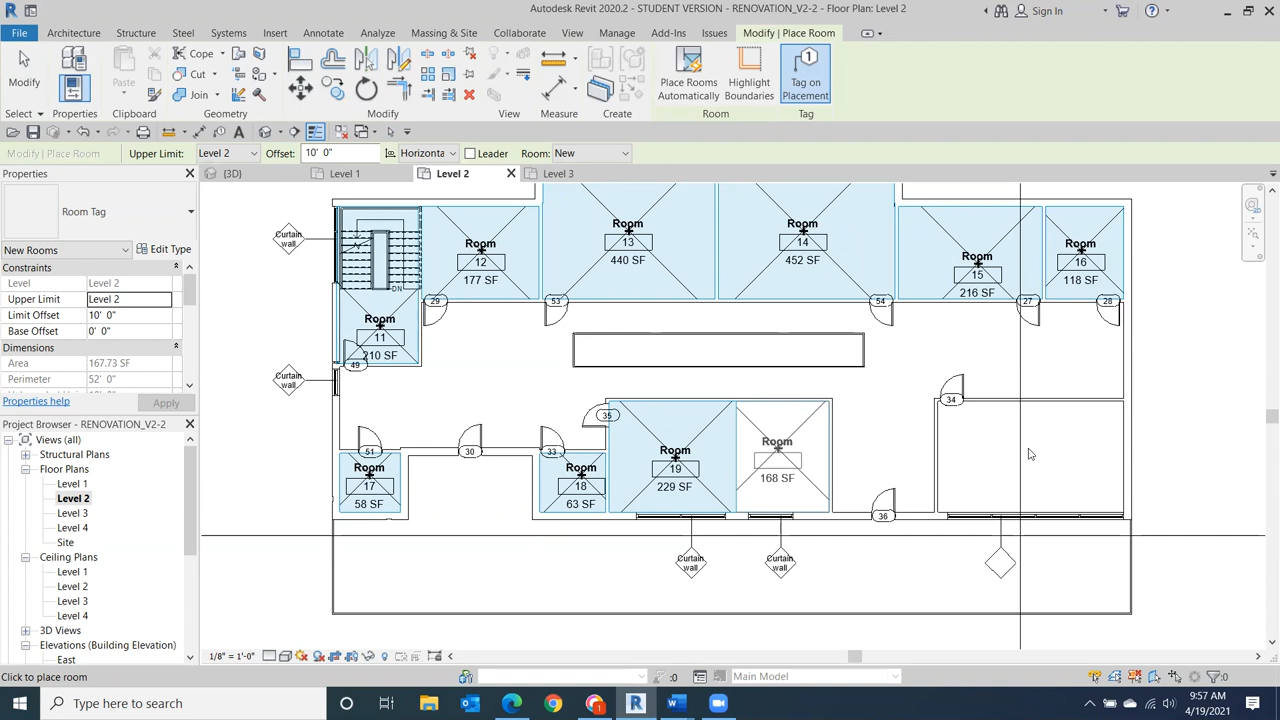 Autodesk Revit 2020.2 - STUDENT VERSION - RENOVATION_V2-2 - Floor Plan: Level 2
Sign In
File Architecture Structure Steel Systems Insert Annotate Analyze Massing & Site Collaborate View Manage Add-Ins Issues Modify | Place Room
Modify
Properties
Paste
Cope
Cut
Join
Place Rooms Automatically
Highlight Boundaries
Tag on Placement
Select Properties Clipboard Geometry Modify View Measure Create Room Tag
Modify | Place Room Upper Limit: Level 2 Offset: 10' 0" Horizonta Leader Room: New
Properties
{3D} Level 1 Level 2 Level 3
Room Tag
New Rooms Edit Type
Constraints
Level Level 2
Upper Limit Level 2
Limit Offset 10' 0"
Base Offset 0' 0"
Dimensions
Area 167.73 SF
Perimeter 52' 0"
Properties help Apply
Project Browser - RENOVATION_V2-2
Views (all)
Structural Plans
Floor Plans
Level 1
Level 2
Level 3
Level 4
Site
Ceiling Plans
Level 1
Level 2
Level 3
Level 4
3D Views
Elevations (Building Elevation)
East
Curtain wall
Room
12
177 SF
Room
13
440 SF
Room
14
452 SF
Room
15
216 SF
Room
16
118 SF
DN
29
53
54
27
28
Room
11
210 SF
49
Curtain wall
34
35
51
30
33
Room
17
58 SF
Room
18
63 SF
Room
19
229 SF
Room
168 SF
36
Curtain wall
Curtain wall
1/8" = 1'-0"
Click to place room
:0
Main Model
:0
Type here to search
9:57 AM
4/19/2021